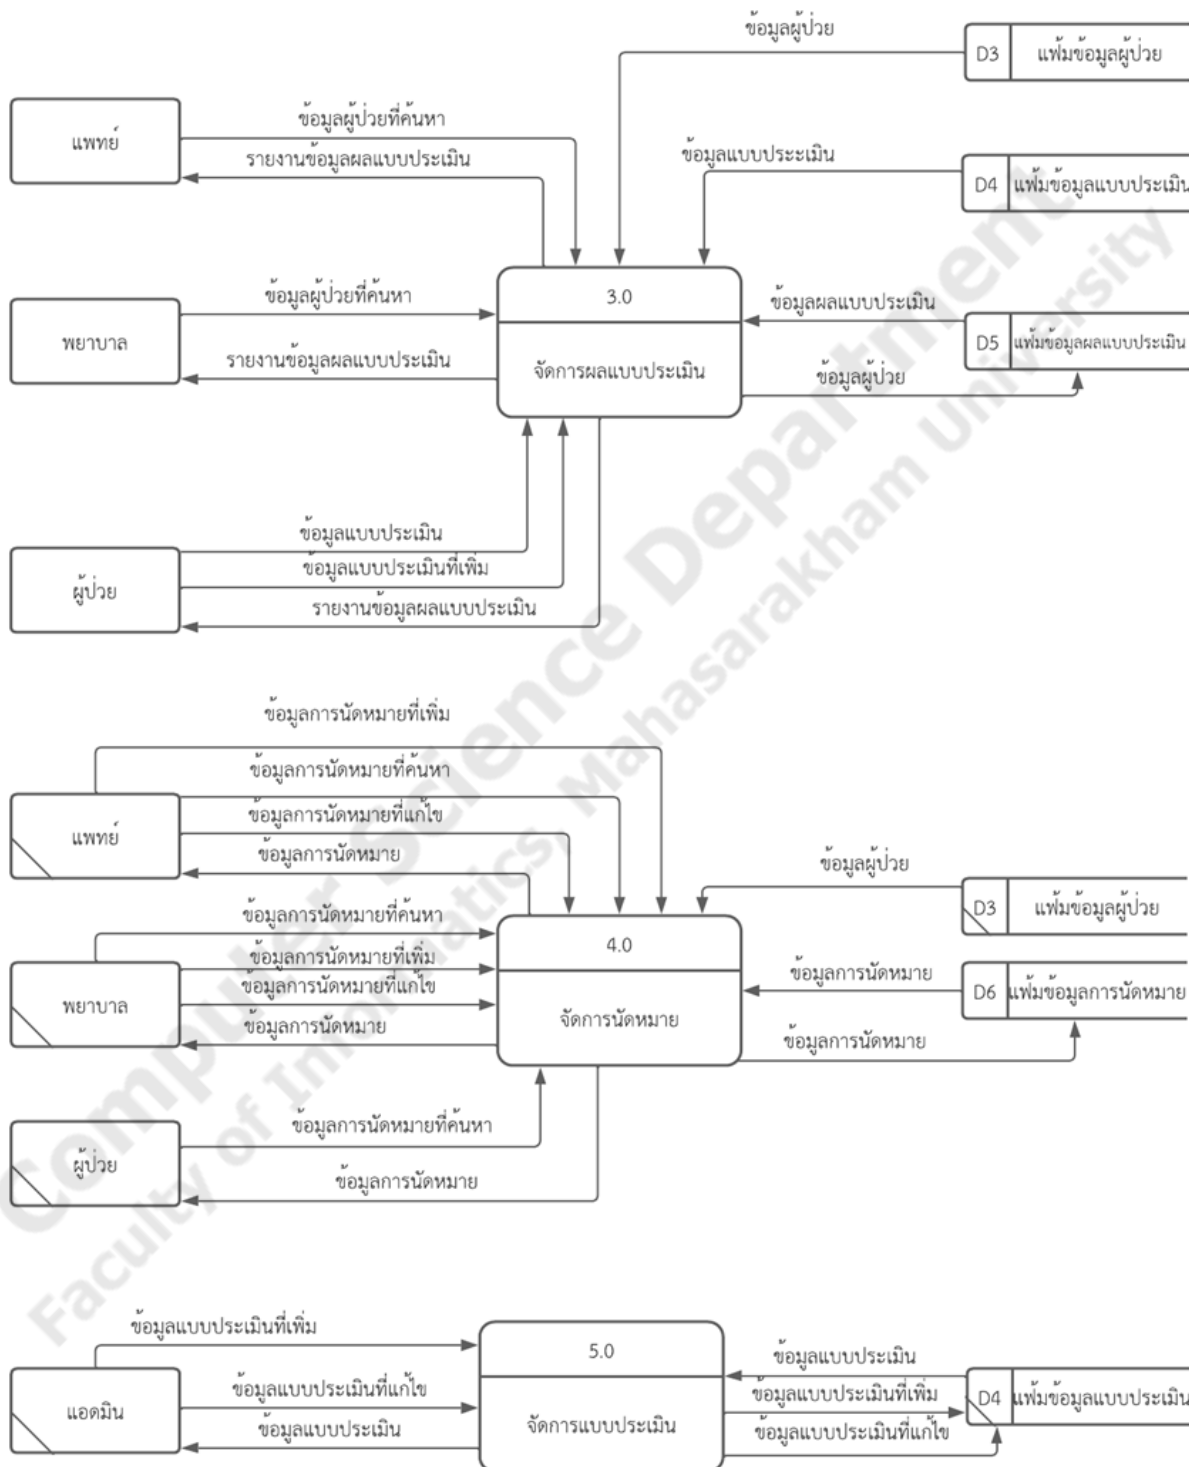 ข้อมูลผู้ป่วย
D3 แฟ้มข้อมูลผู้ป่วย
แพทย์
ข้อมูลผู้ป่วยที่ค้นหา
รายงานข้อมูลผลแบบประเมิน
ข้อมูลแบบประะเมิน
D4 แฟ้มข้อมูลแบบประเมิน
พยาบาล
ข้อมูลผู้ป่วยที่ค้นหา
รายงานข้อมูลผลแบบประเมิน
3.0
จัดการผลแบบประเมิน
ข้อมูลผลแบบประเมิน
D5 แฟ้มข้อมูลผลแบบประเมิน
ข้อมูลผู้ป่วย
ผู้ป่วย
ข้อมูลแบบประเมิน
ข้อมูลแบบประเมินที่เพิ่ม
รายงานข้อมูลผลแบบประเมิน
ข้อมูลการนัดหมายที่เพิ่ม
ข้อมูลการนัดหมายที่ค้นหา
แพทย์
ข้อมูลการนัดหมายที่แก้ไข
ข้อมูลการนัดหมาย
ข้อมูลผู้ป่วย
D3 แฟ้มข้อมูลผู้ป่วย
ข้อมูลการนัดหมายที่ค้นหา
ข้อมูลการนัดหมายที่เพิ่ม
พยาบาล
ข้อมูลการนัดหมายที่แก้ไข
ข้อมูลการนัดหมาย
4.0
จัดการนัดหมาย
ข้อมูลการนัดหมาย
D6 แฟ้มข้อมูลการนัดหมาย
ข้อมูลการนัดหมาย
ผู้ป่วย
ข้อมูลการนัดหมายที่ค้นหา
ข้อมูลการนัดหมาย
ข้อมูลแบบประเมินที่เพิ่ม
แอดมิน
ข้อมูลแบบประเมินที่แก้ไข
ข้อมูลแบบประเมิน
5.0
จัดการแบบประเมิน
ข้อมูลแบบประเมิน
ข้อมูลแบบประเมินที่เพิ่ม
D4 แฟ้มข้อมูลแบบประเมิน
ข้อมูลแบบประเมินที่แก้ไข
Computer Science Department
Faculty of Informatics, Mahasarakham University